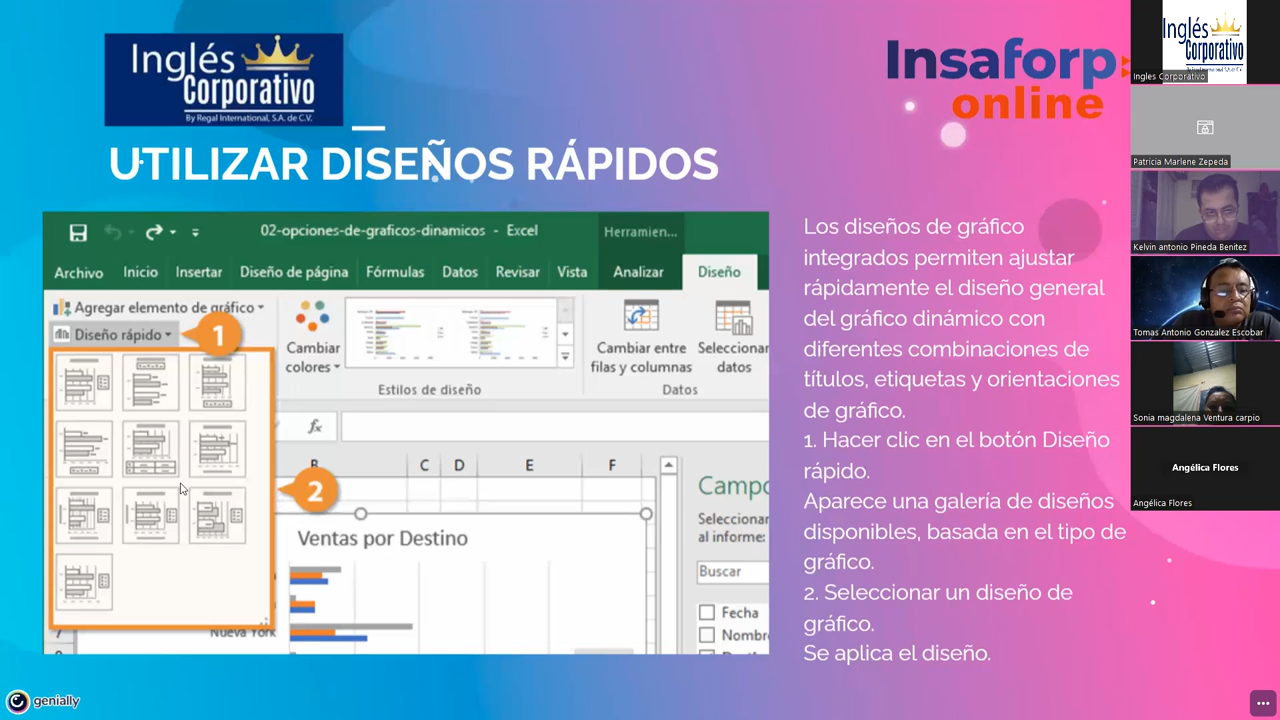 Inglés
Corporativo
By Regal International, S.A. de C.V.
Insaforp
online
UTILIZAR DISEÑOS RÁPIDOS
02-opciones-de-graficos-dinamicos - Excel
Herramien...
Archivo Inicio Insertar Diseño de página Fórmulas Datos Revisar Vista Analizar Diseño
Agregar elemento de gráfico
Diseño rápido
1
Cambiar
colores
Estilos de diseño
Cambiar entre
filas y columnas
Seleccionar
datos
Datos
fx
B C D E F
2
Ventas por Destino
Nueva York
7
Campo
Seleccionar
al informe:
Buscar
Fecha
Nombre
Los diseños de gráfico
integrados permiten ajustar
rápidamente el diseño general
del gráfico dinámico con
diferentes combinaciones de
títulos, etiquetas y orientaciones
de gráfico.
1. Hacer clic en el botón Diseño
rápido.
Aparece una galería de diseños
disponibles, basada en el tipo de
gráfico.
2. Seleccionar un diseño de
gráfico.
Se aplica el diseño.
genially
Inglés
Corporativo
Ingles Corporativo
Patricia Marlene Zepeda
Kelvin antonio Pineda Benitez
Tomas Antonio Gonzalez Escobar
Sonia magdalena Ventura carpio
Angélica Flores
Angélica Flores